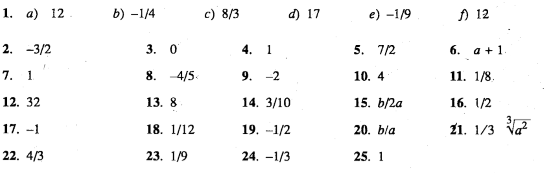 1. a) 12 b) –1/4 c) 8/3 d) 17 e) –1/9 f) 12
2. –3/2 3. 0 4. 1 5. 7/2 6. a + 1
7. 1 8. –4/5 9. –2 10. 4 11. 1/8
12. 32 13. 8 14. 3/10 15. b/2a 16. 1/2
17. –1 18. 1/12 19. –1/2 20. b/a 21. 1/3 ∛a²
22. 4/3 23. 1/9 24. –1/3 25. 1